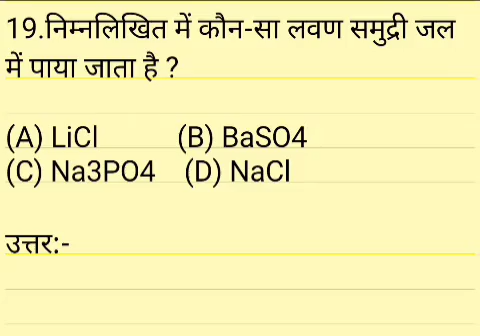 19.निम्नलिखित में कौन-सा लवण समुद्री जल
में पाया जाता है ?
(A) LiCl (B) BaSO4
(C) Na3PO4 (D) NaCl
उत्तर:-